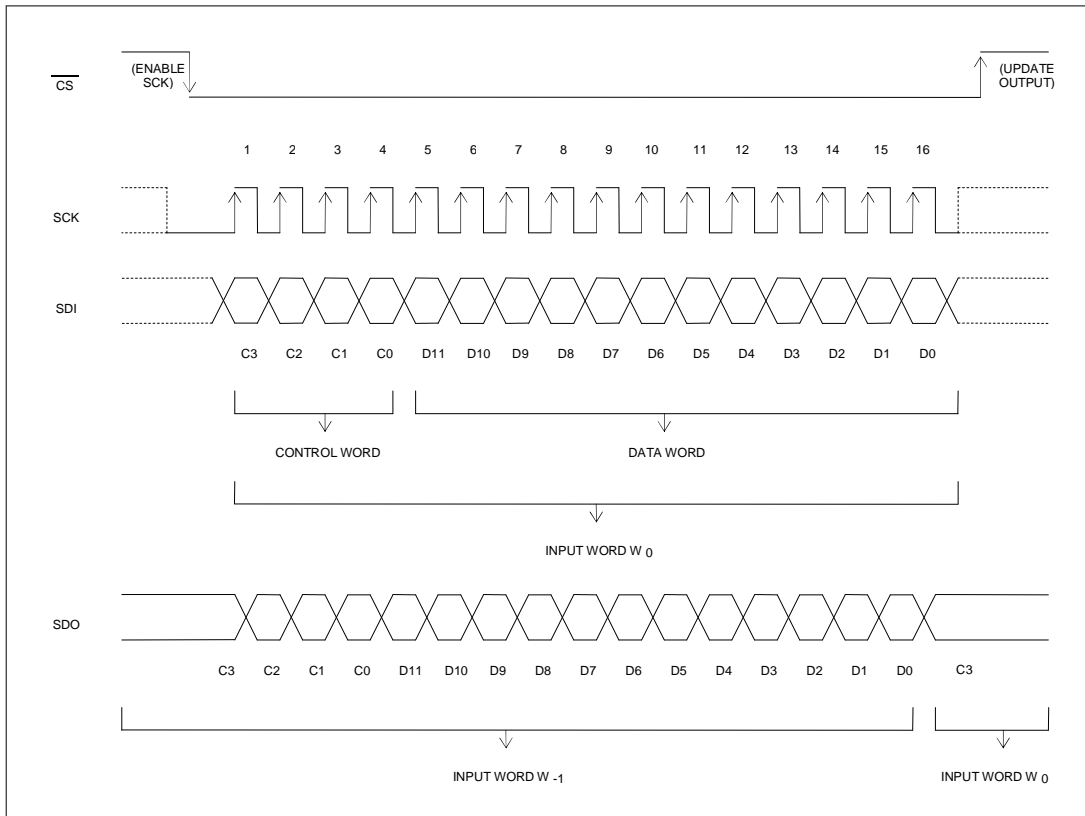 (ENABLE SCK)
(UPDATE OUTPUT)
CS
1 2 3 4 5 6 7 8 9 10 11 12 13 14 15 16
SCK
SDI
C3 C2 C1 C0 D11 D10 D9 D8 D7 D6 D5 D4 D3 D2 D1 D0
CONTROL WORD
DATA WORD
INPUT WORD W 0
SDO
C3 C2 C1 C0 D11 D10 D9 D8 D7 D6 D5 D4 D3 D2 D1 D0 C3
INPUT WORD W -1
INPUT WORD W 0